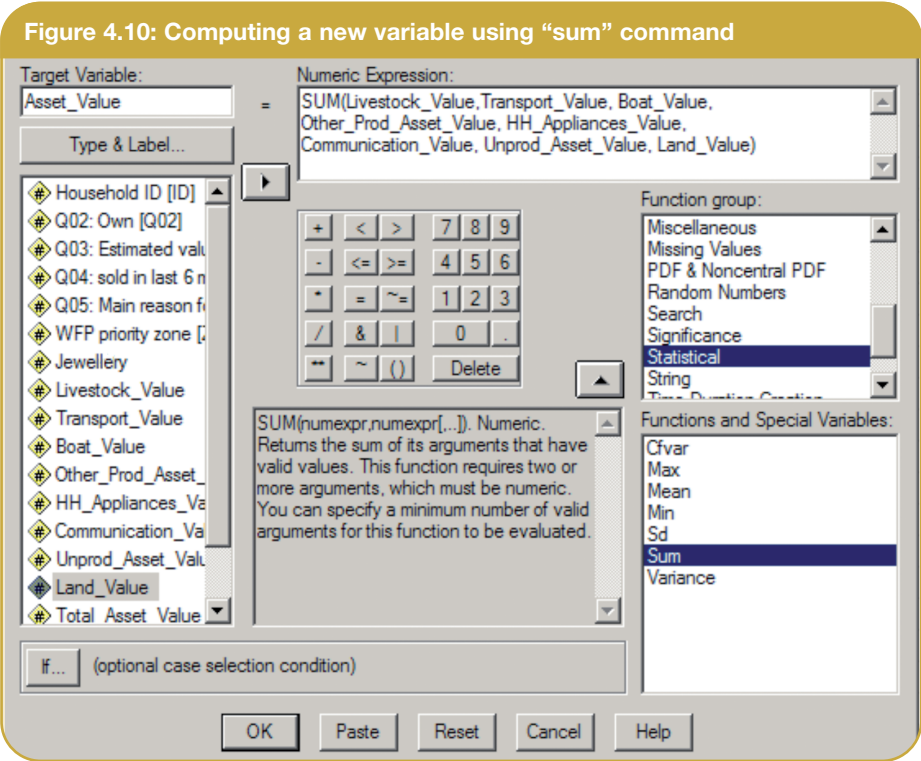 Figure 4.10: Computing a new variable using “sum” command
Target Variable:
Asset_Value
=
Numeric Expression:
SUM(Livestock_Value,Transport_Value, Boat_Value,
Other_Prod_Asset_Value, HH_Appliances_Value,
Communication_Value, Unprod_Asset_Value, Land_Value)
Type & Label...
Household ID [ID]
Q02: Own [Q02]
Q03: Estimated valu
Q04: sold in last 6 m
Q05: Main reason fo
WFP priority zone [Z
Jewellery
Livestock_Value
Transport_Value
Boat_Value
Other_Prod_Asset_
HH_Appliances_Va
Communication_Val
Unprod_Asset_Valu
Land_Value
Total_Asset_Value
+ < > 7 8 9
- <= >= 4 5 6
* = ~= 1 2 3
/ & | 0 .
** ~ () Delete
Function group:
Miscellaneous
Missing Values
PDF & Noncentral PDF
Random Numbers
Search
Significance
Statistical
String
Time Duration Creation
SUM(numexpr,numexpr[,..]). Numeric.
Returns the sum of its arguments that have
valid values. This function requires two or
more arguments, which must be numeric.
You can specify a minimum number of valid
arguments for this function to be evaluated.
Functions and Special Variables:
Cfvar
Max
Mean
Min
Sd
Sum
Variance
If... (optional case selection condition)
OK Paste Reset Cancel Help